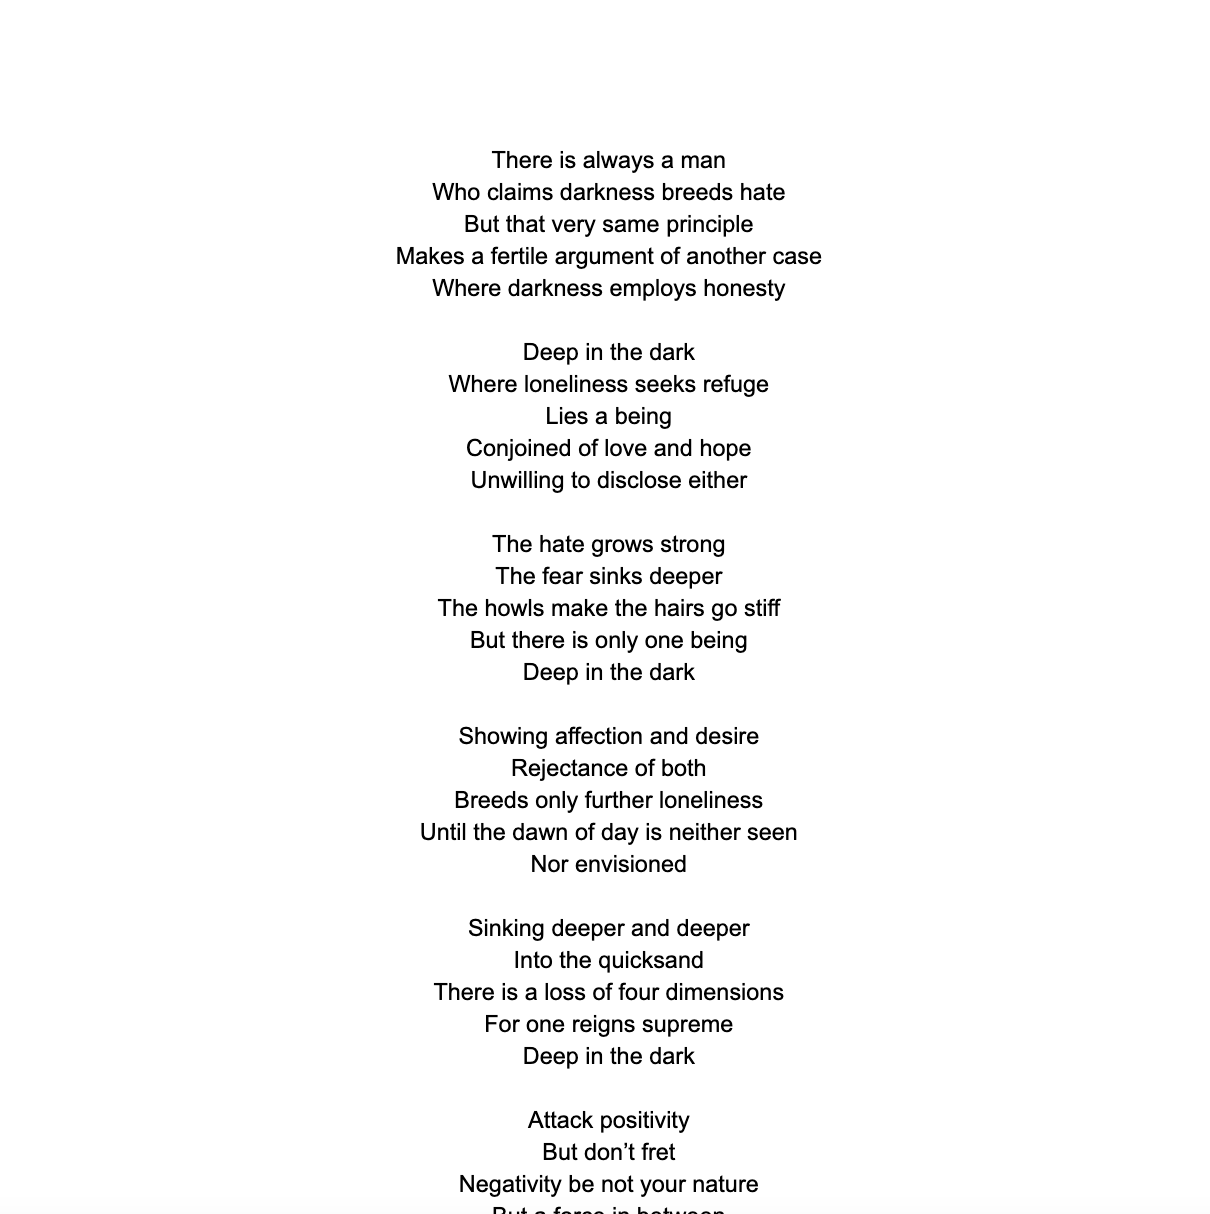 There is always a man
Who claims darkness breeds hate
But that very same principle
Makes a fertile argument of another case
Where darkness employs honesty
Deep in the dark
Where loneliness seeks refuge
Lies a being
Conjoined of love and hope
Unwilling to disclose either
The hate grows strong
The fear sinks deeper
The howls make the hairs go stiff
But there is only one being
Deep in the dark
Showing affection and desire
Rejectance of both
Breeds only further loneliness
Until the dawn of day is neither seen
Nor envisioned
Sinking deeper and deeper
Into the quicksand
There is a loss of four dimensions
For one reigns supreme
Deep in the dark
Attack positivity
But don’t fret
Negativity be not your nature
But a force in between